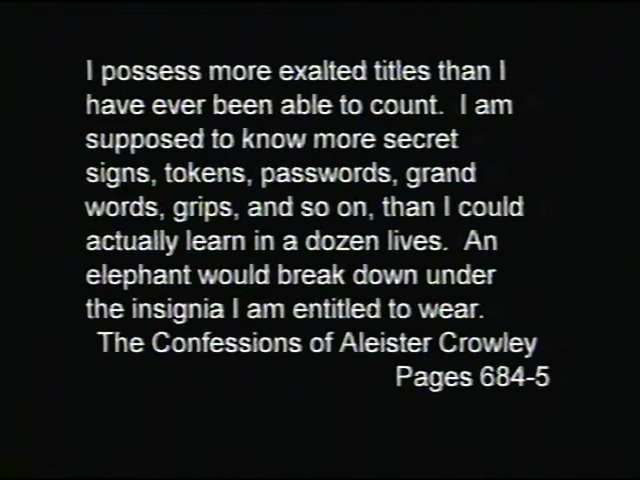 I possess more exalted titles than I
have ever been able to count.  I am
supposed to know more secret
signs, tokens, passwords, grand
words, grips, and so on, than I could
actually learn in a dozen lives.  An
elephant would break down under
the insignia I am entitled to wear.
The Confessions of Aleister Crowley
Pages 684-5